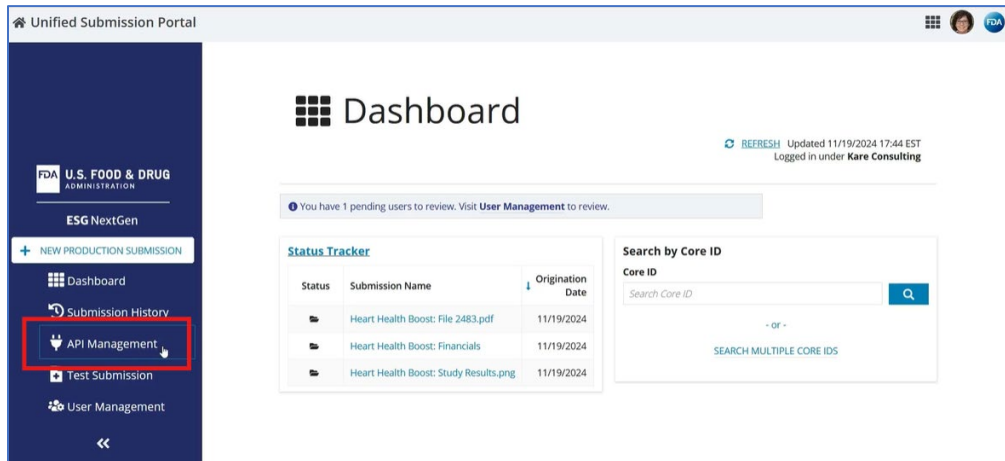 Unified Submission Portal
FDA
Dashboard
REFRESH Updated 11/19/2024 17:44 EST
Logged in under Kare Consulting
FDA U.S. FOOD & DRUG
ADMINISTRATION
ESG NextGen
+ NEW PRODUCTION SUBMISSION
Dashboard
Submission History
API Management
Test Submission
User Management
You have 1 pending users to review. Visit User Management to review.
Status Tracker
Status Submission Name ↓ Origination Date
Heart Health Boost: File 2483.pdf 11/19/2024
Heart Health Boost: Financials 11/19/2024
Heart Health Boost: Study Results.png 11/19/2024
Search by Core ID
Core ID
Search Core ID
- or -
SEARCH MULTIPLE CORE IDS